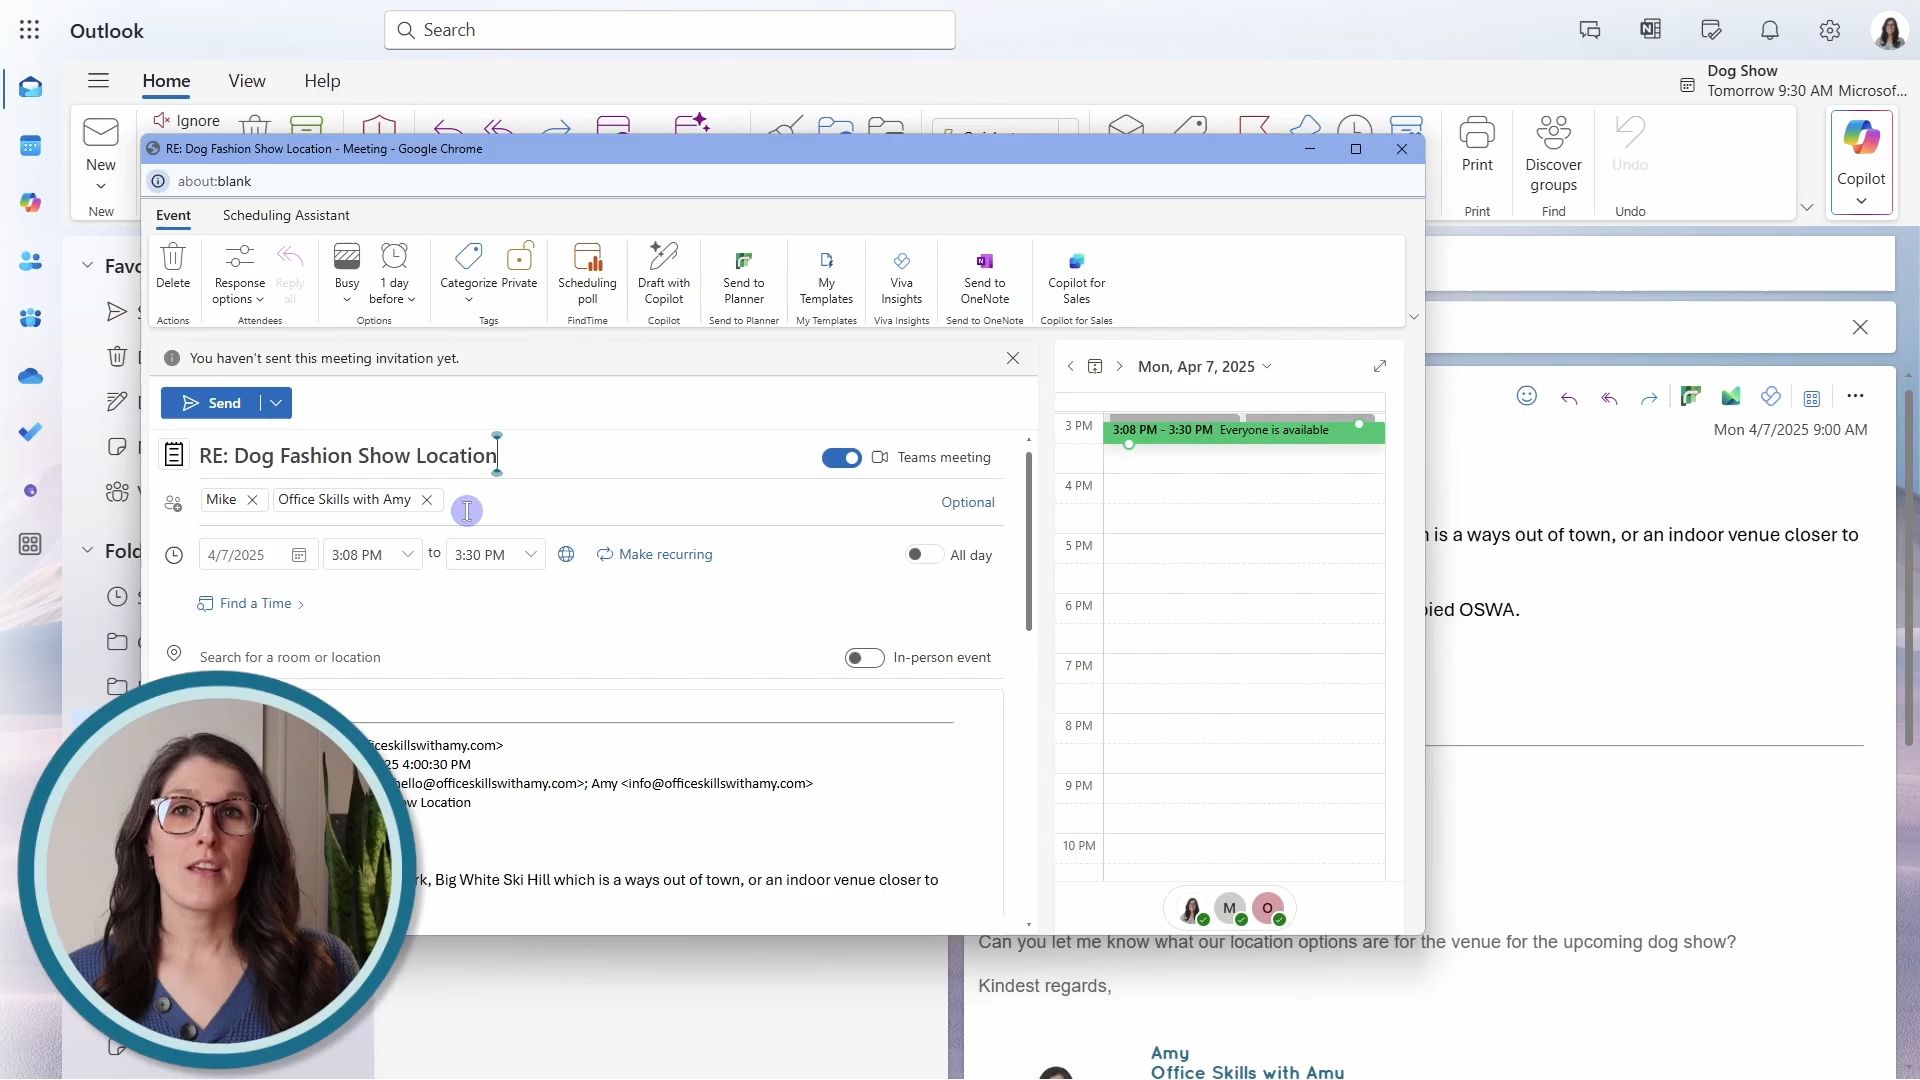 Outlook
Search
Home
View
Help
Dog Show
Tomorrow 9:30 AM Microsof...
New
New
Ignore
Print
Print
Discover
groups
Find
Undo
Undo
Copilot
RE: Dog Fashion Show Location - Meeting - Google Chrome
about:blank
Event
Scheduling Assistant
Delete
Actions
Response
options
Reply
all
Attendees
Busy
1 day
before
Options
Categorize
Private
Tags
Scheduling
poll
FindTime
Draft with
Copilot
Copilot
Send to
Planner
Send to Planner
My
Templates
My Templates
Viva
Insights
Viva Insights
Send to
OneNote
Send to OneNote
Copilot for
Sales
Copilot for Sales
You haven't sent this meeting invitation yet.
Send
RE: Dog Fashion Show Location
Teams meeting
Mike
Office Skills with Amy
Optional
4/7/2025
3:08 PM
to
3:30 PM
Make recurring
All day
Find a Time
Search for a room or location
In-person event
ficeskillswithamy.com>
25 4:00:30 PM
hello@officeskillswithamy.com>; Amy <info@officeskillswithamy.com>
ow Location
rk, Big White Ski Hill which is a ways out of town, or an indoor venue closer to
Mon, Apr 7, 2025
3 PM
3:08 PM - 3:30 PM Everyone is available
4 PM
5 PM
6 PM
7 PM
8 PM
9 PM
10 PM
M
O
Mon 4/7/2025 9:00 AM
is a ways out of town, or an indoor venue closer to
pied OSWA.
Can you let me know what our location options are for the venue for the upcoming dog show?
Kindest regards,
Amy
Office Skills with Amy